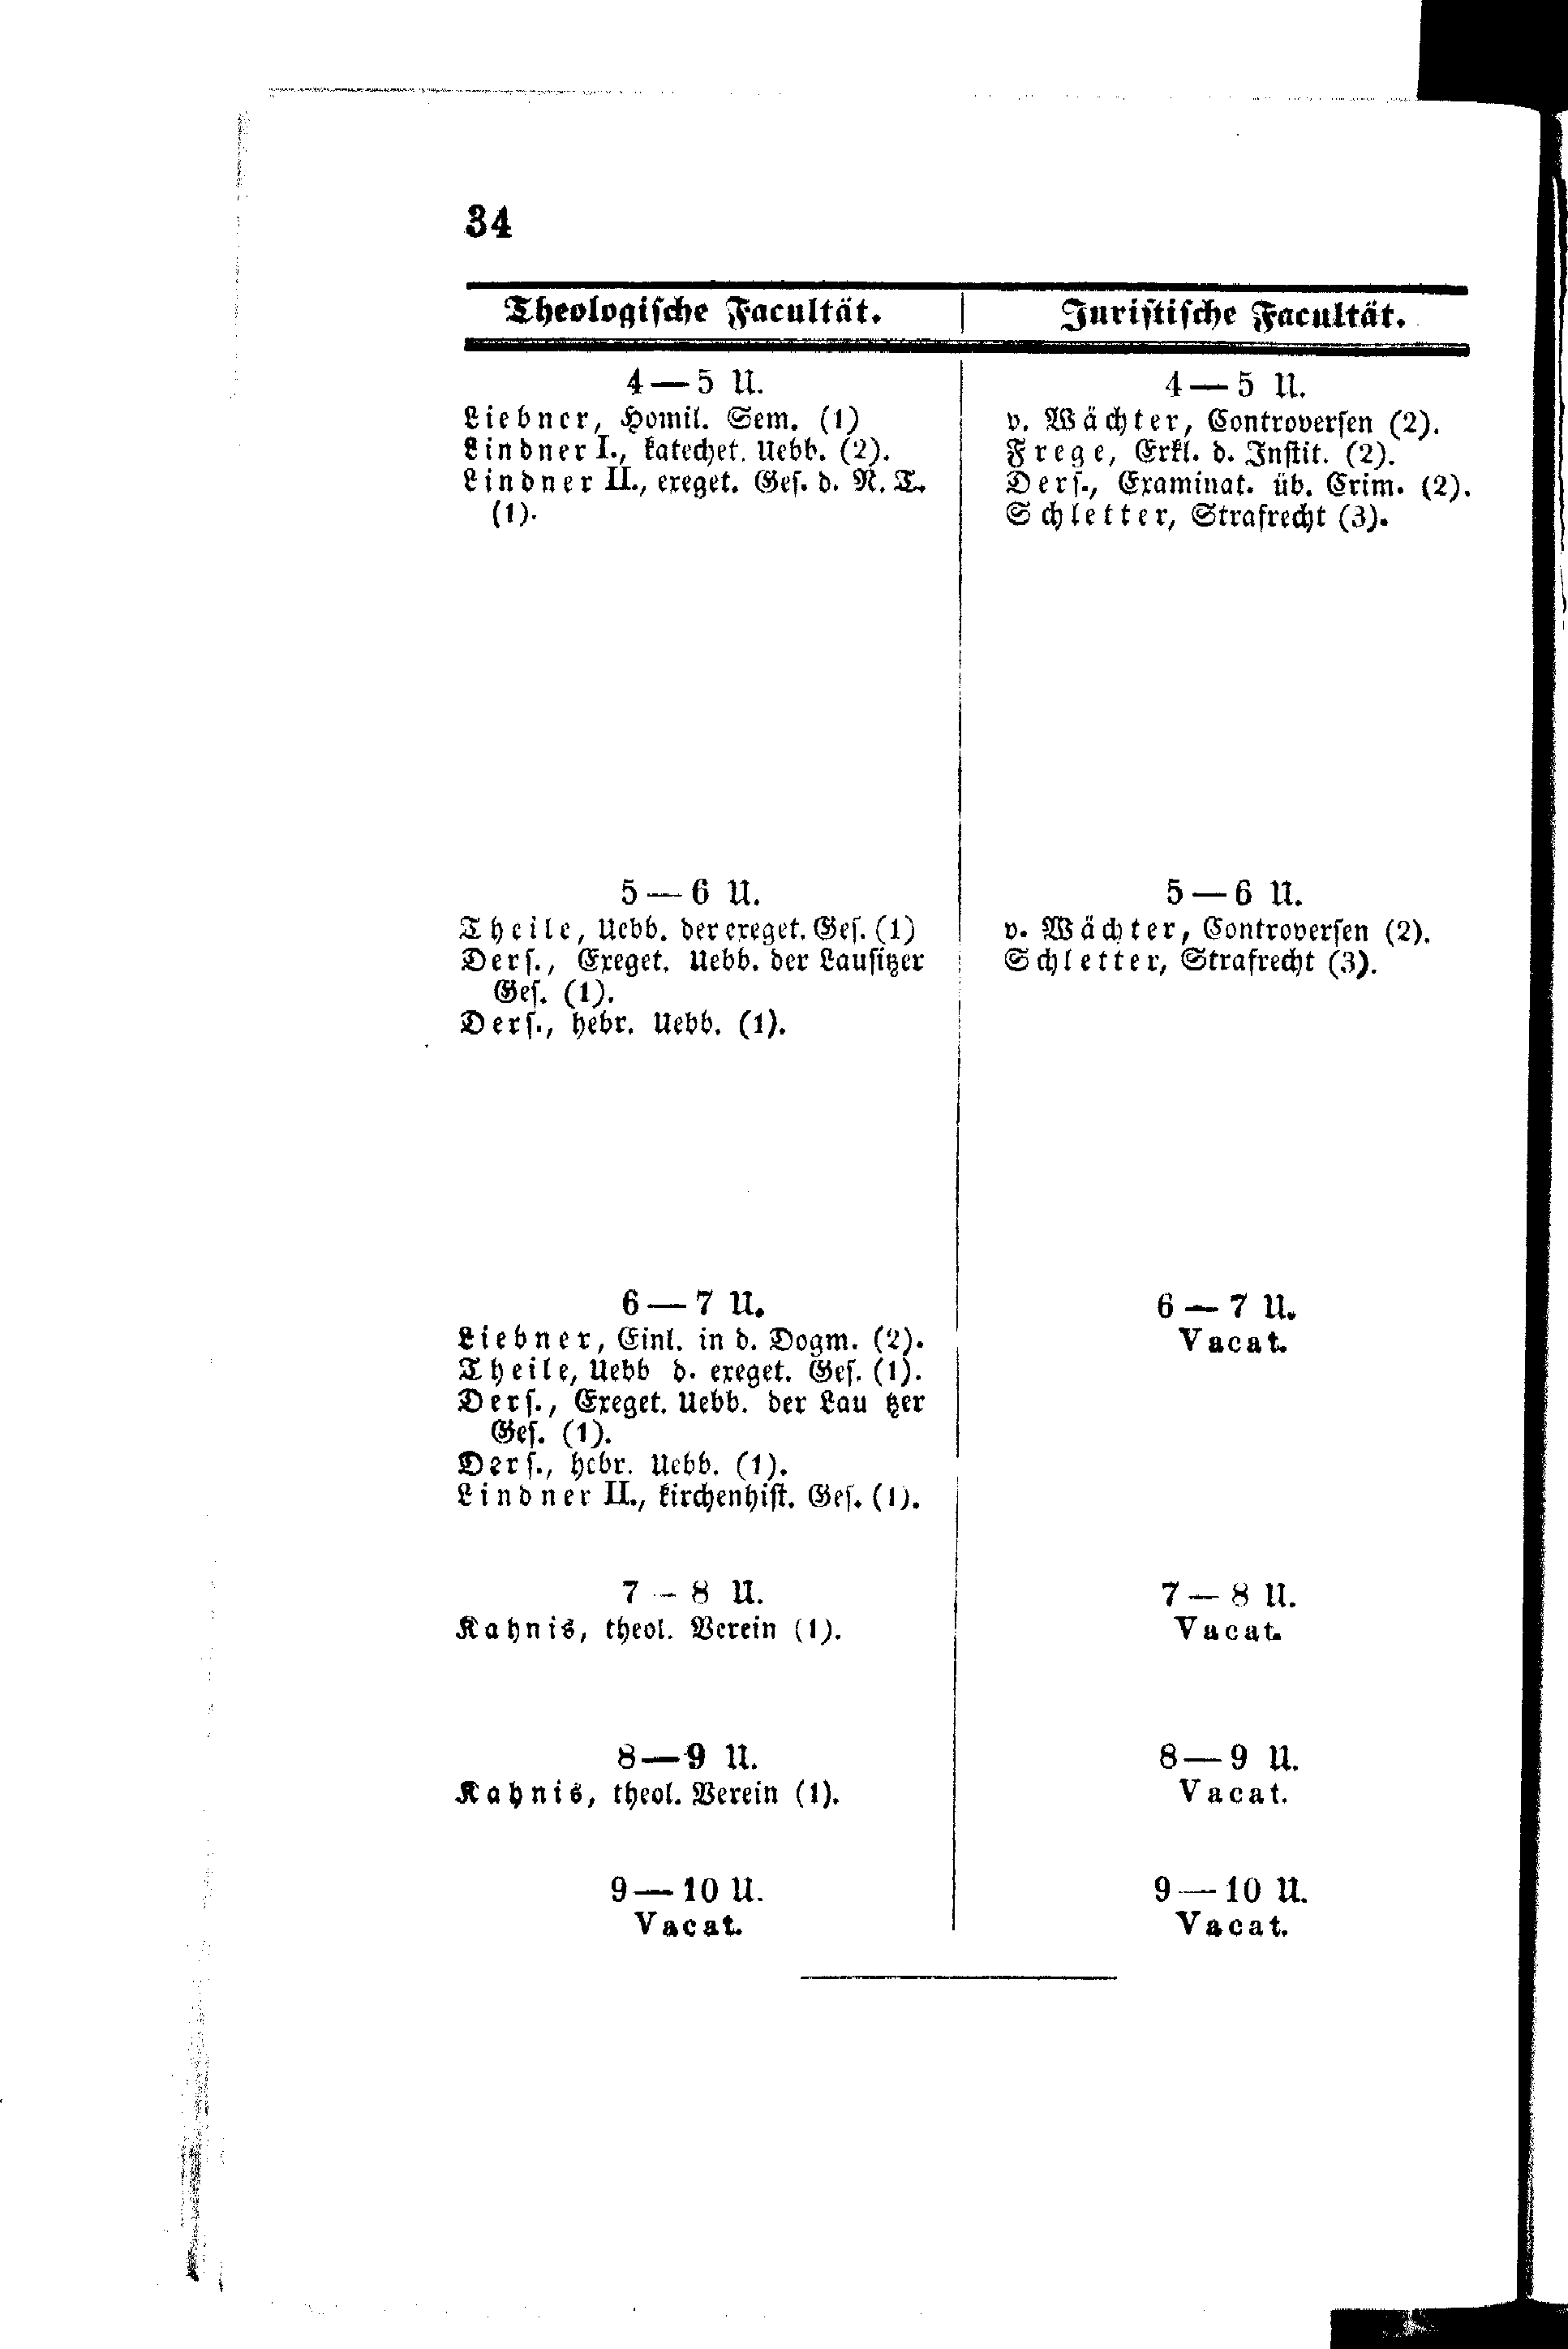 34
Theologische Facultät.
4—5 U.
Liebner, Homil. Sem. (1)
Lindner I., katechet. Uebb. (2).
Lindner II., exeget. Ges. d. N. T.
(1).
5—6 U.
Theile, Uebb. der exeget. Ges. (1)
Ders., Exeget. Uebb. der Lausitzer
Ges. (1).
Ders., hebr. Uebb. (1).
6—7 U.
Liebner, Einl. in d. Dogm. (2).
Theile, Uebb d. exeget. Ges. (1).
Ders., Exeget. Uebb. der Lau tzer
Ges. (1).
Ders., hebr. Uebb. (1).
Lindner II., kirchenhist. Ges. (1).
7–8 U.
Kahnis, theol. Verein (1).
8—9 U.
Kahnis, theol. Verein (1).
9—10 U.
Vacat.
Juristische Facultät.
4—5 U.
v. Wächter, Controversen (2).
Frege, Erkl. d. Instit. (2).
Ders., Examinat. üb. Crim. (2).
Schletter, Strafrecht (3).
5—6 U.
v. Wächter, Controversen (2).
Schletter, Strafrecht (3).
6—7 U.
Vacat.
7—8 U.
Vacat.
8—9 U.
Vacat.
9—10 U.
Vacat.